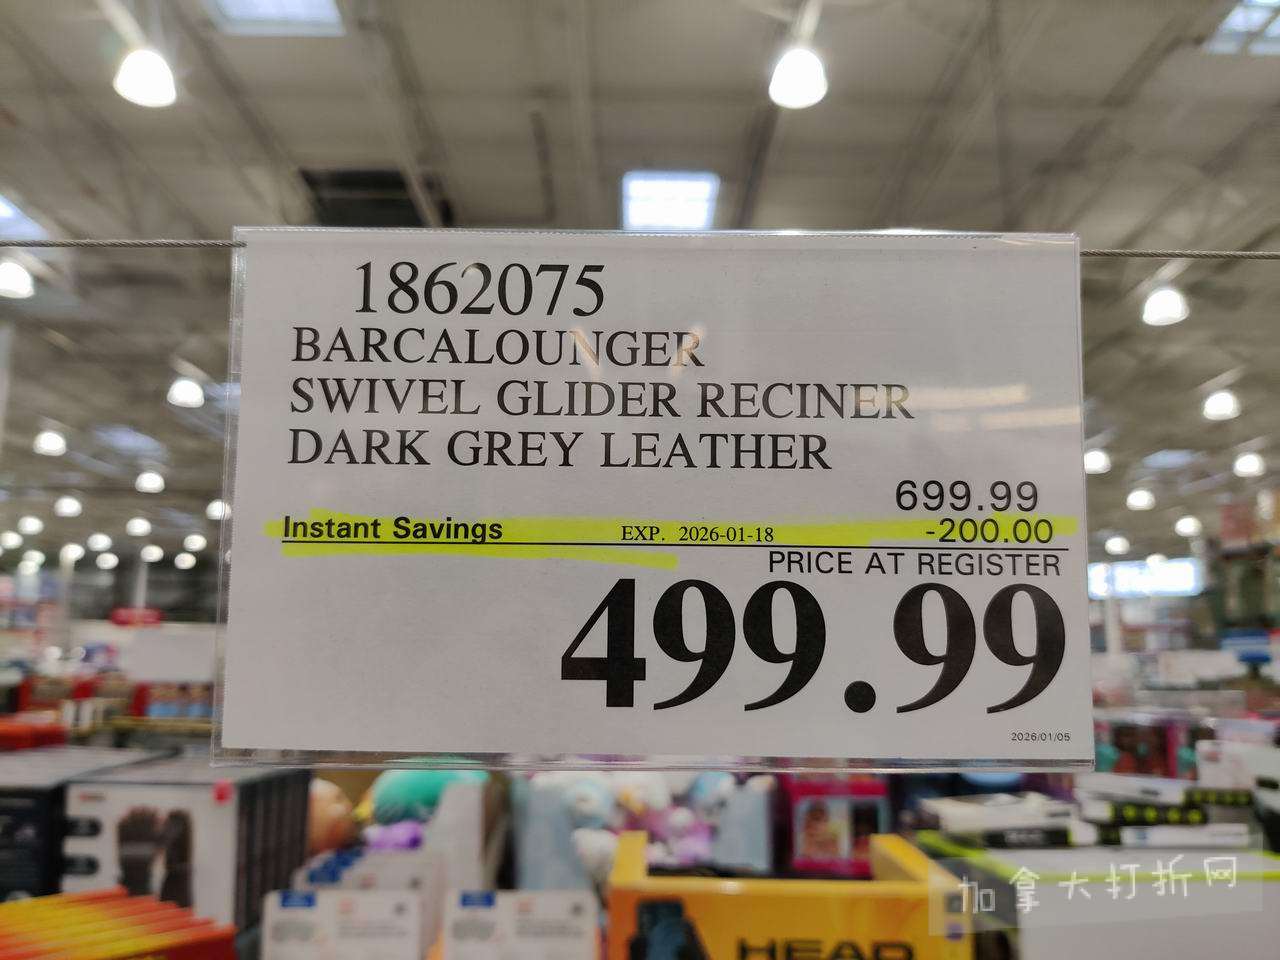 1862075
BARCALOUNGER
SWIVEL GLIDER RECINER
DARK GREY LEATHER
699.99
Instant Savings EXP. 2026-01-18 -200.00
PRICE AT REGISTER
499.99
2026/01/05
HEAD
加拿大打折网